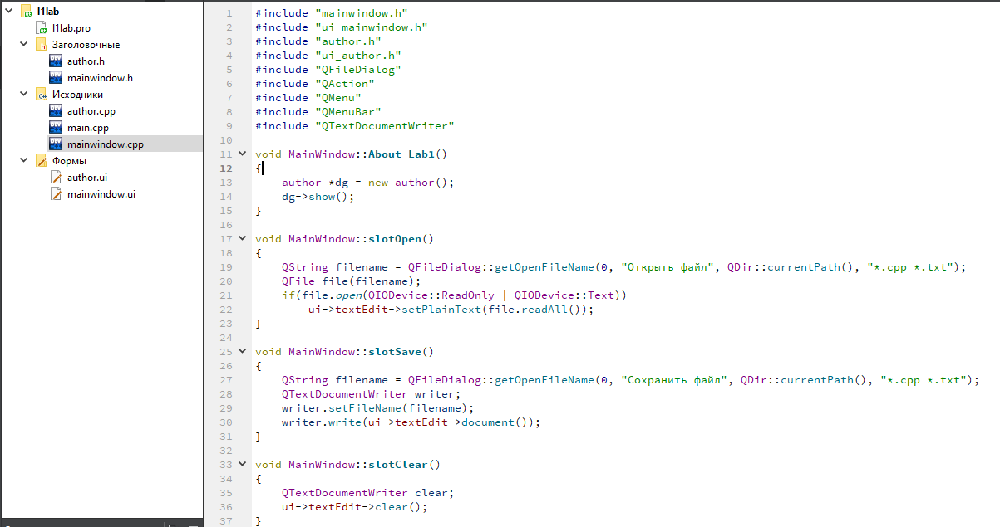 l1lab
l1lab.pro
Заголовочные
author.h
mainwindow.h
Исходники
author.cpp
main.cpp
mainwindow.cpp
Формы
author.ui
mainwindow.ui
1 #include "mainwindow.h"
2 #include "ui_mainwindow.h"
3 #include "author.h"
4 #include "ui_author.h"
5 #include "QFileDialog"
6 #include "QAction"
7 #include "QMenu"
8 #include "QMenuBar"
9 #include "QTextDocumentWriter"
10
11 void MainWindow::About_Lab1()
12 {
13     author *dg = new author();
14     dg->show();
15 }
16
17 void MainWindow::slotOpen()
18 {
19     QString filename = QFileDialog::getOpenFileName(0, "Открыть файл", QDir::currentPath(), "*.cpp *.txt");
20     QFile file(filename);
21     if(file.open(QIODevice::ReadOnly | QIODevice::Text))
22         ui->textEdit->setPlainText(file.readAll());
23 }
24
25 void MainWindow::slotSave()
26 {
27     QString filename = QFileDialog::getOpenFileName(0, "Сохранить файл", QDir::currentPath(), "*.cpp *.txt");
28     QTextDocumentWriter writer;
29     writer.setFileName(filename);
30     writer.write(ui->textEdit->document());
31 }
32
33 void MainWindow::slotClear()
34 {
35     QTextDocumentWriter clear;
36     ui->textEdit->clear();
37 }